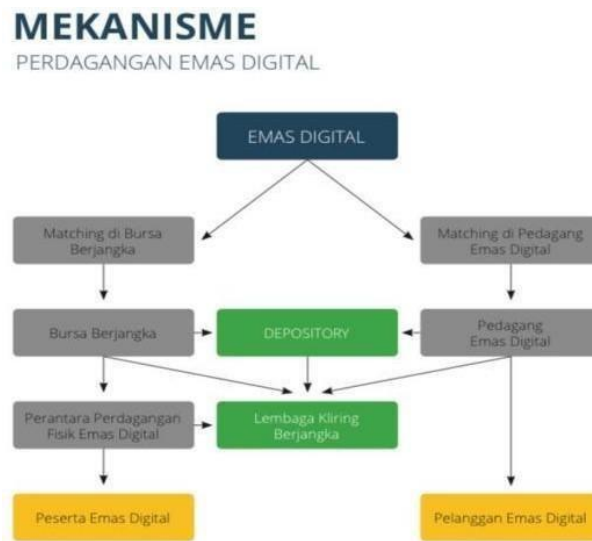 MEKANISME
PERDAGANGAN EMAS DIGITAL
EMAS DIGITAL
Matching di Bursa
Berjangka
Matching di Pedagang
Emas Digital
Bursa Berjangka
DEPOSITORY
Pedagang
Emas Digital
Perantara Perdagangan
Fisik Emas Digital
Lembaga Kliring
Berjangka
Peserta Emas Digital
Pelanggan Emas Digital